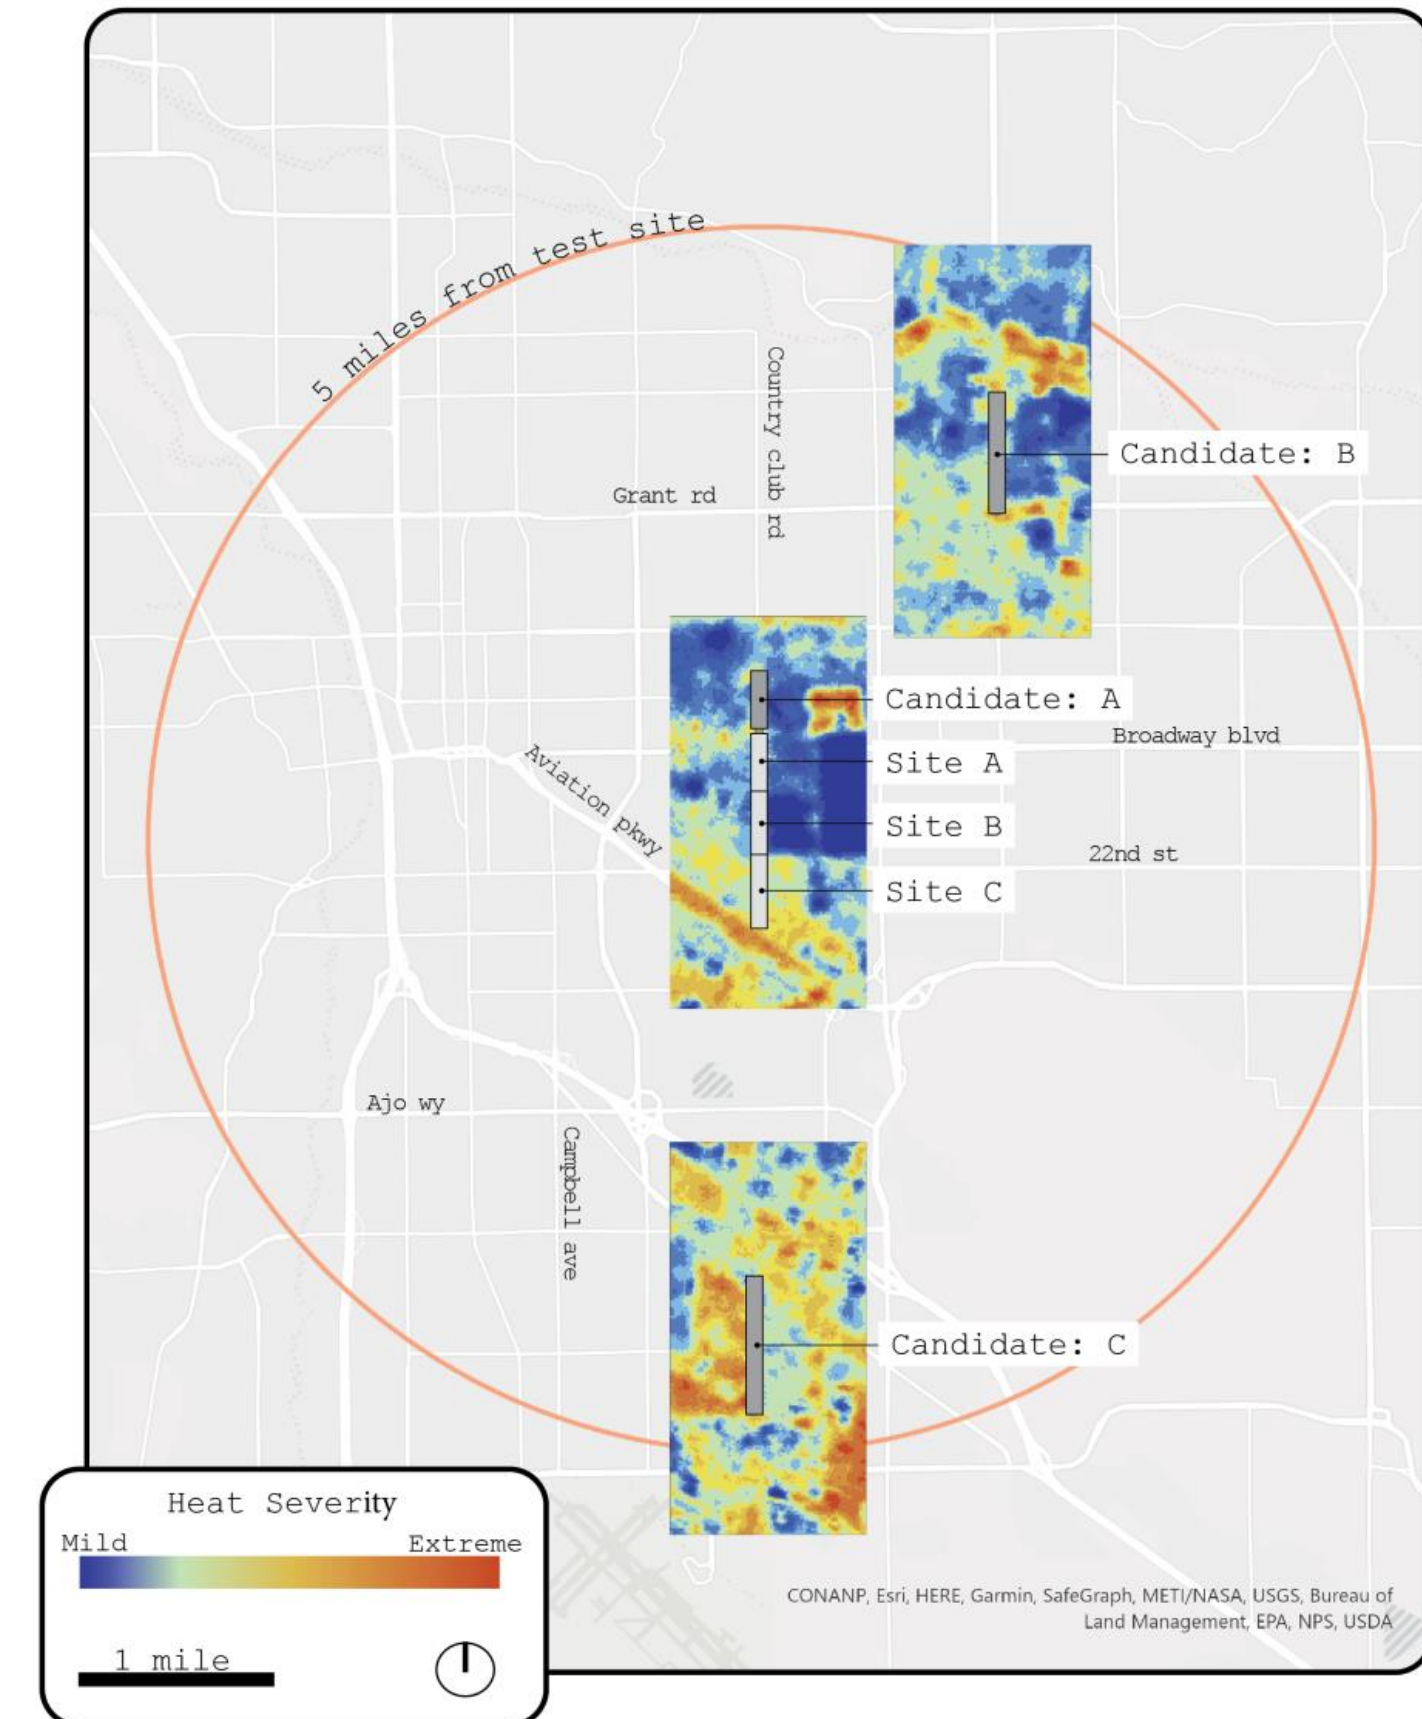 5 miles from test site
Country club rd
Candidate: B
Grant rd
Candidate: A
Broadway blvd
Aviation pkwy
Site A
Site B
22nd st
Site C
Ajo wy
Campbell ave
Candidate: C
Heat Severity
Mild
Extreme
1 mile
CONANP, Esri, HERE, Garmin, SafeGraph, METI/NASA, USGS, Bureau of
Land Management, EPA, NPS, USDA